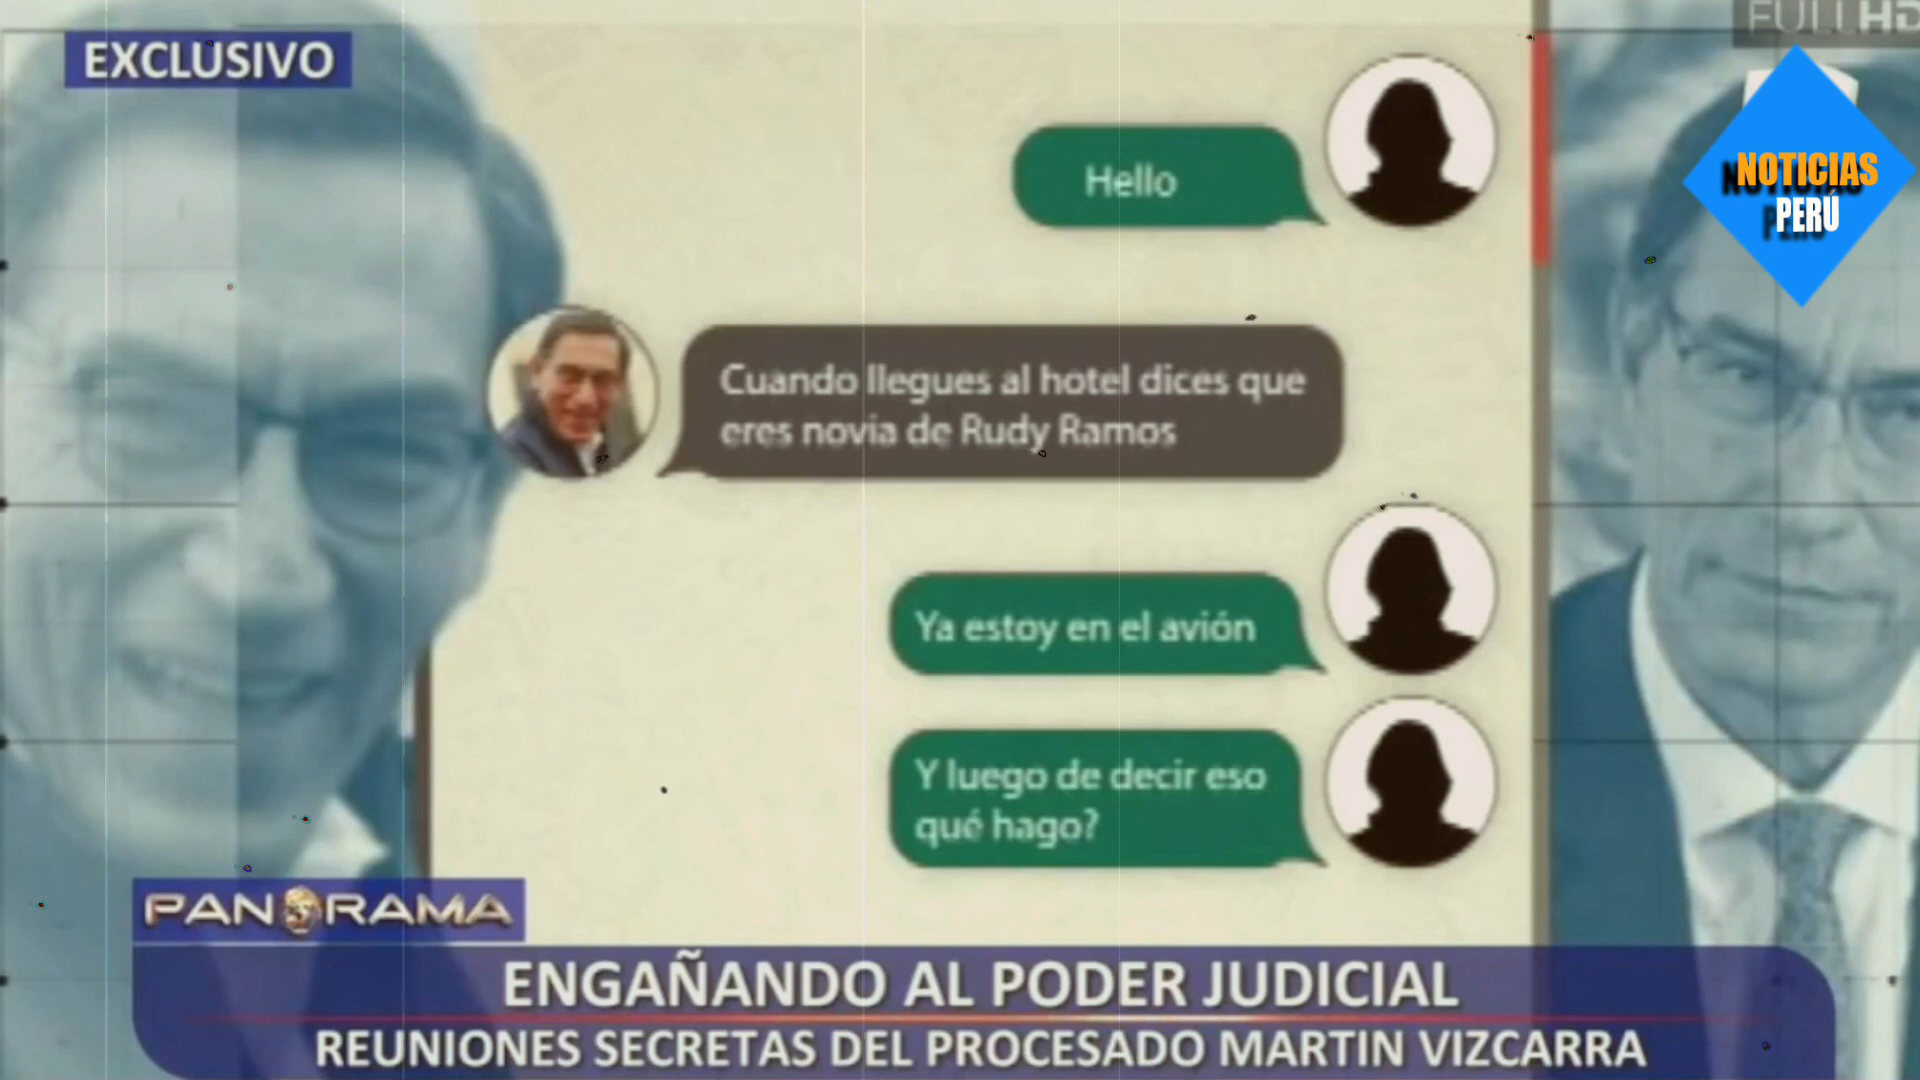 EXCLUSIVO
FULL HD
NOTICIAS
PERÚ
Hello
Cuando llegues al hotel dices que
eres novia de Rudy Ramos
Ya estoy en el avión
Y luego de decir eso
qué hago?
PANORAMA
ENGAÑANDO AL PODER JUDICIAL
REUNIONES SECRETAS DEL PROCESADO MARTIN VIZCARRA